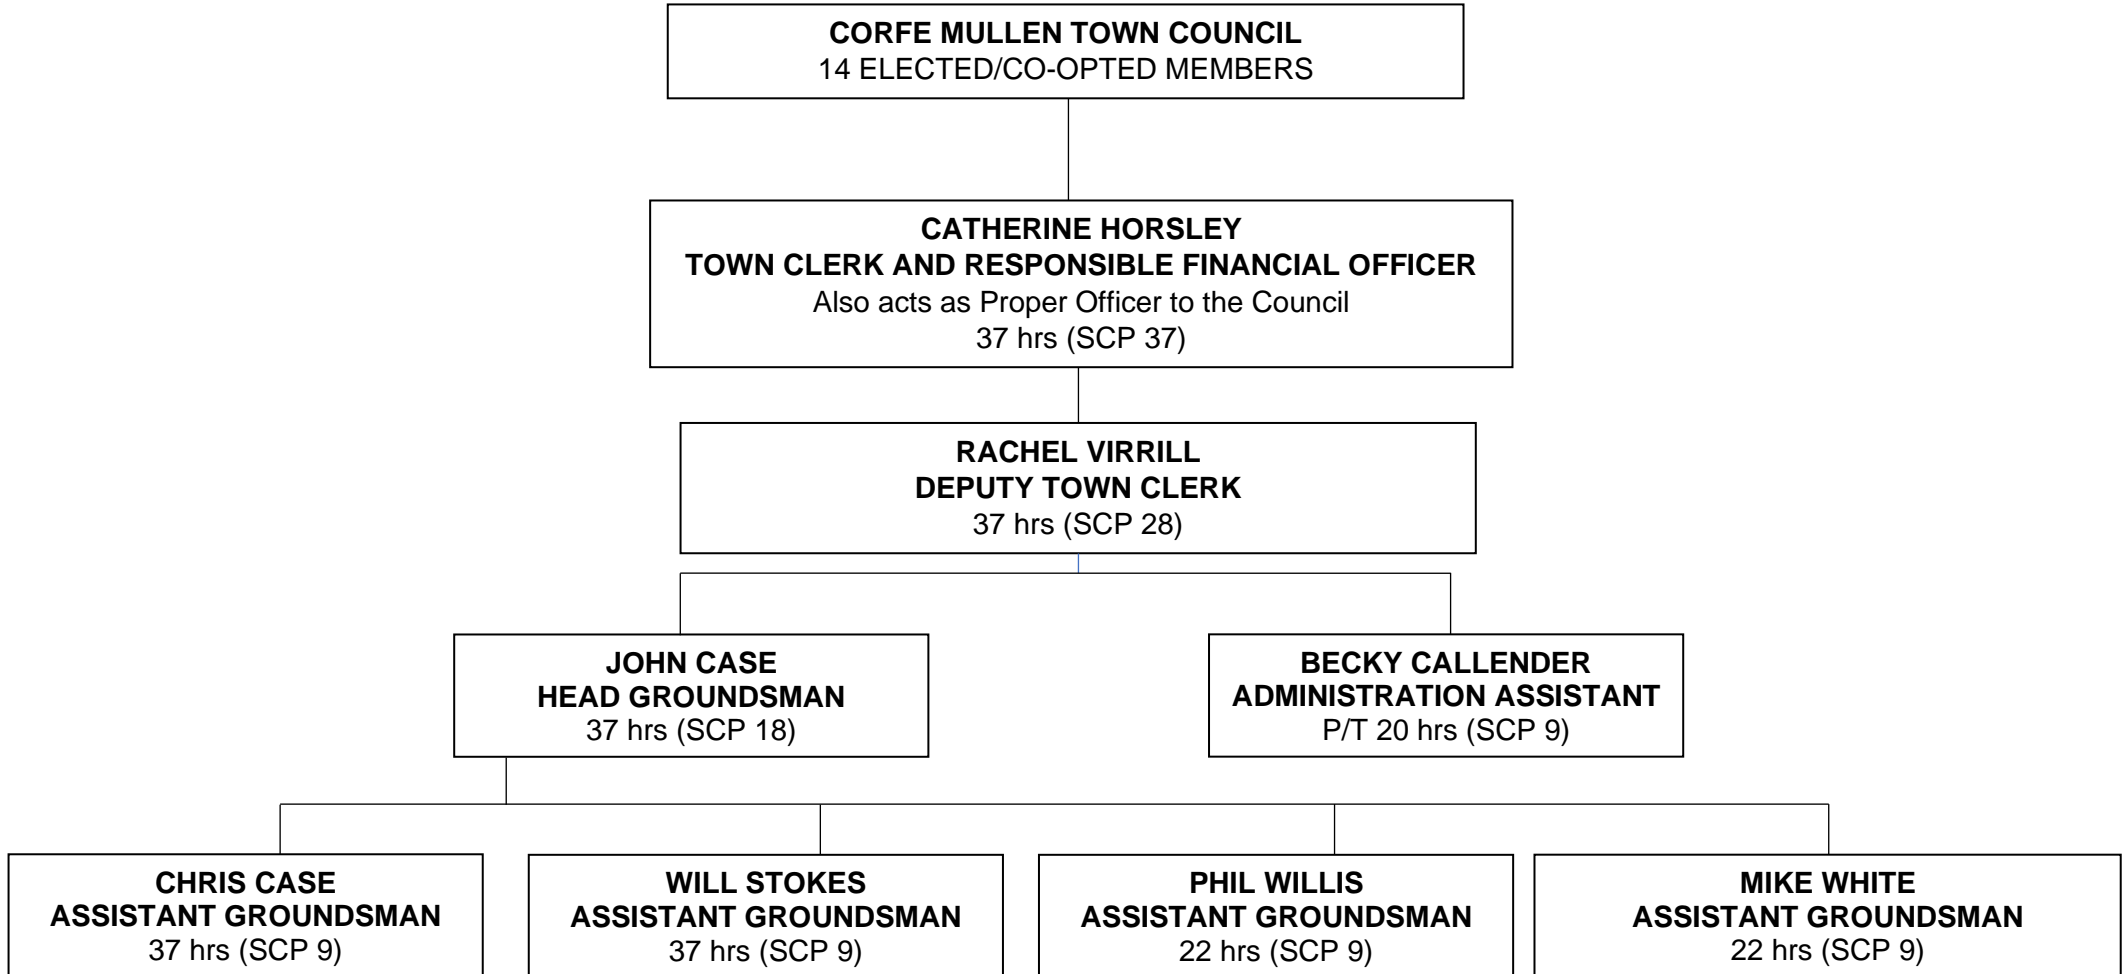 CORFE MULLEN TOWN COUNCIL
14 ELECTED/CO-OPTED MEMBERS
CATHERINE HORSLEY
TOWN CLERK AND RESPONSIBLE FINANCIAL OFFICER
Also acts as Proper Officer to the Council
37 hrs (SCP 37)
RACHEL VIRRILL
DEPUTY TOWN CLERK
37 hrs (SCP 28)
JOHN CASE
HEAD GROUNDSMAN
37 hrs (SCP 18)
BECKY CALLENDER
ADMINISTRATION ASSISTANT
P/T 20 hrs (SCP 9)
CHRIS CASE
ASSISTANT GROUNDSMAN
37 hrs (SCP 9)
WILL STOKES
ASSISTANT GROUNDSMAN
37 hrs (SCP 9)
PHIL WILLIS
ASSISTANT GROUNDSMAN
22 hrs (SCP 9)
MIKE WHITE
ASSISTANT GROUNDSMAN
22 hrs (SCP 9)